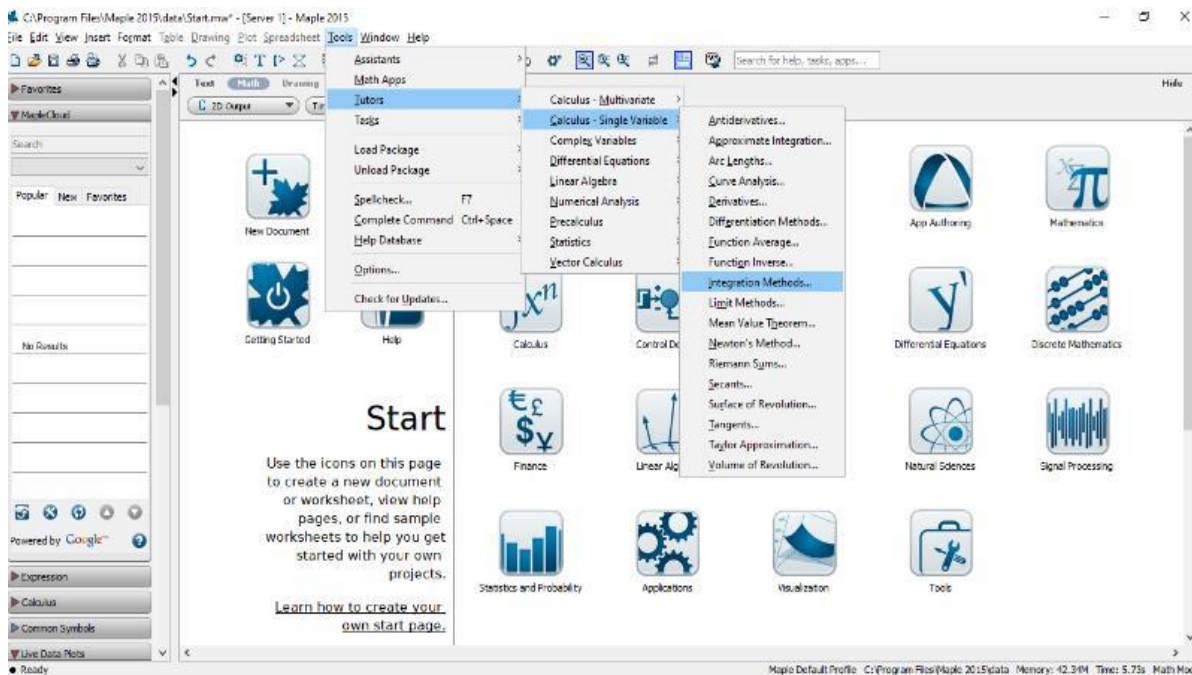 C:\Program Files\Maple 2015\data\Start.mw* - [Server 1] - Maple 2015
File Edit View Insert Format Table Drawing Plot Spreadsheet Tools Window Help
Search for help, tasks, apps...
Favorites
MapleCloud
Search
Popular New Favorites
No Results
Powered by Google™
Expression
Calculus
Common Symbols
Live Data Plots
Ready
Text Math Drawing
Hide
2D Output
Assistants
Math Apps
Tutors
Tasks
Load Package
Unload Package
Spellcheck... F7
Complete Command Ctrl+Space
Help Database
Options...
Check for Updates...
Calculus - Multivariate
Calculus - Single Variable
Complex Variables
Differential Equations
Linear Algebra
Numerical Analysis
Precalculus
Statistics
Vector Calculus
Antiderivatives...
Approximate Integration...
Arc Lengths...
Curve Analysis...
Derivatives...
Differentiation Methods...
Function Average...
Function Inverse...
Integration Methods...
Limit Methods...
Mean Value Theorem...
Newton's Method...
Riemann Sums...
Secants...
Surface of Revolution...
Tangents...
Taylor Approximation...
Volume of Revolution...
New Document
Getting Started
Help
Start
Use the icons on this page
to create a new document
or worksheet, view help
pages, or find sample
worksheets to help you get
started with your own
projects.
Learn how to create your
own start page.
App Authoring
Mathematics
Calculus
Control De
Differential Equations
Discrete Mathematics
Finance
Linear Alg
Natural Sciences
Signal Processing
Statistics and Probability
Applications
Visualization
Tools
Maple Default Profile C:\Program Files\Maple 2015\data Memory: 42.34M Time: 5.73s Math Mod